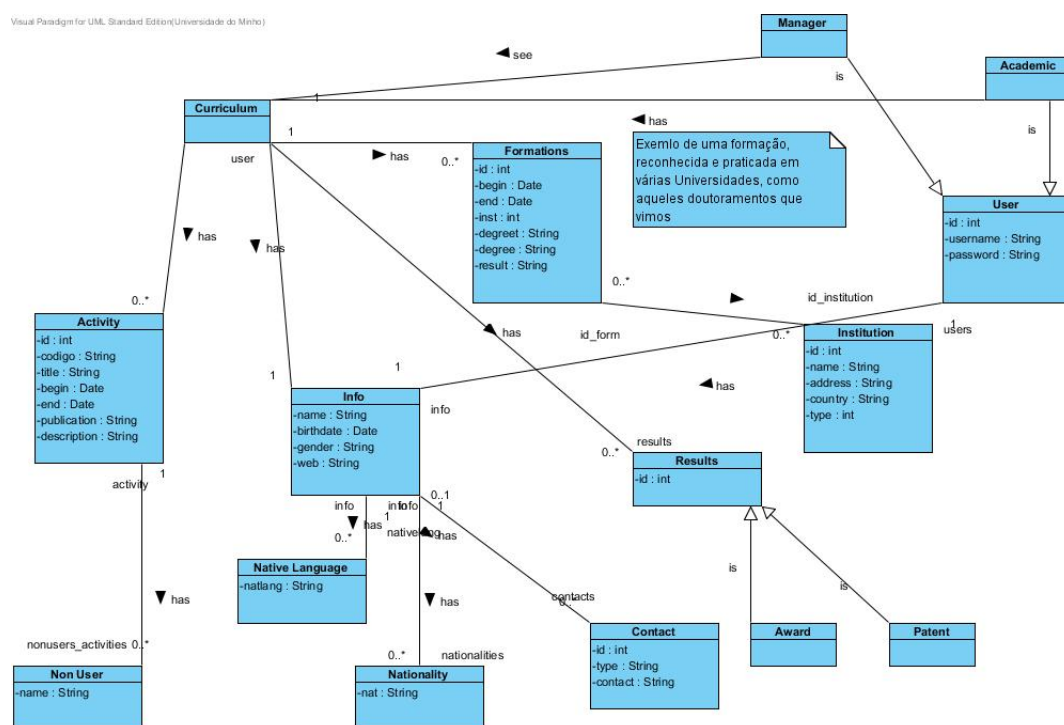 Visual Paradigm for UML Standard Edition(Universidade do Minho)
Manager
see
is
Academic
Curriculum
1
1
has
is
user
has
0..*
Formations
-id : int
-begin : Date
-end : Date
-inst : int
-degreet : String
-degree : String
-result : String
Exemlo de uma formação,
reconhecida e praticada em
várias Universidades, como
aqueles doutoramentos que
vimos
User
-id : int
-username : String
-password : String
has
has
0..*
0..*
id_institution
has
id_form
0..*
1
users
Activity
-id : int
-codigo : String
-title : String
-begin : Date
-end : Date
-publication : String
-description : String
Institution
-id : int
-name : String
-address : String
-country : String
-type : int
1
1
has
Info
-name : String
-birthdate : Date
-gender : String
-web : String
info
results
0..*
Results
-id : int
1
activity
0..1
info
info
info
1
1
has
0..*
has
Native Language
-natlang : String
is
is
has
has
contacts
0..*
nonusers_activities
0..*
0..*
nationalities
Non User
-name : String
Nationality
-nat : String
Contact
-id : int
-type : String
-contact : String
Award
Patent